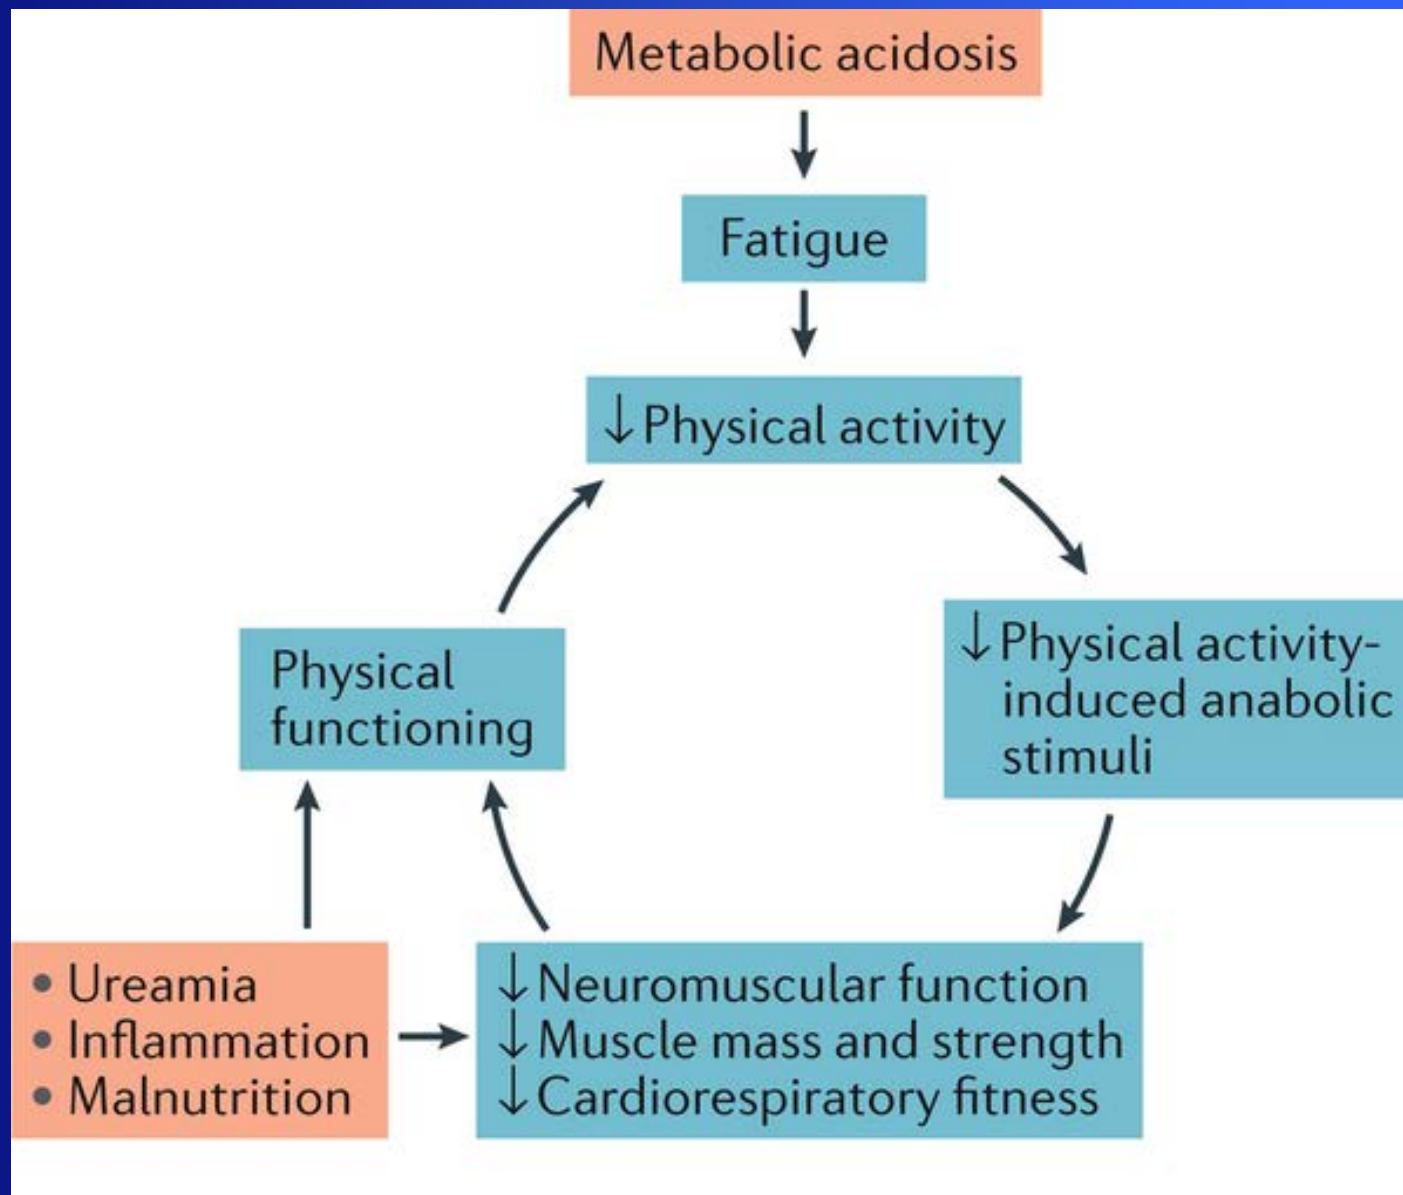 Metabolic acidosis
Fatigue
↓Physical activity
↓Physical activity-
induced anabolic
stimuli
Physical
functioning
• Ureamia
• Inflammation
• Malnutrition
↓Neuromuscular function
↓Muscle mass and strength
↓Cardiorespiratory fitness